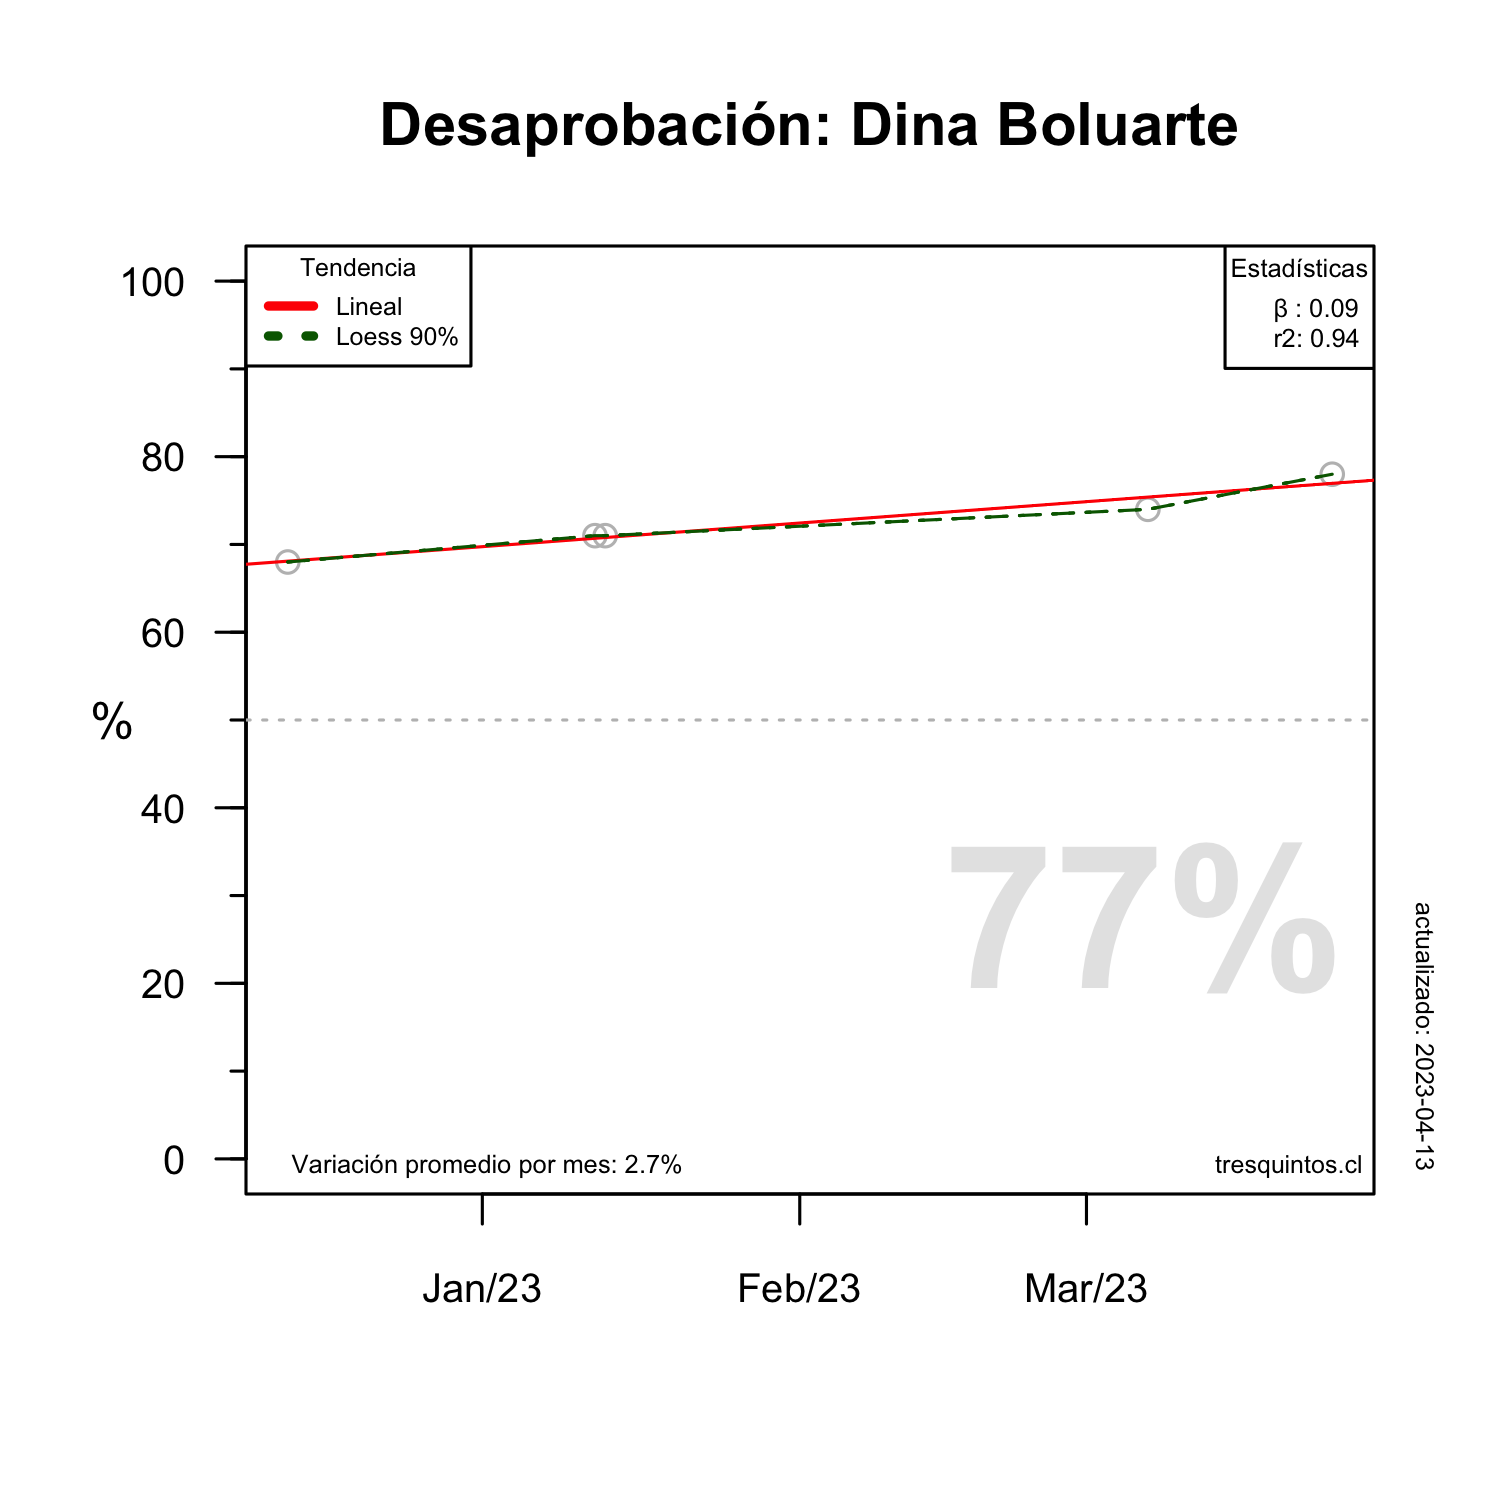 Desaprobación: Dina Boluarte
Tendencia
Lineal
Loess 90%
Estadísticas
β : 0.09
r2: 0.94
100
80
60
%
40
20
0
77%
Variación promedio por mes: 2.7%
tresquintos.cl
actualizado: 2023-04-13
Jan/23
Feb/23
Mar/23